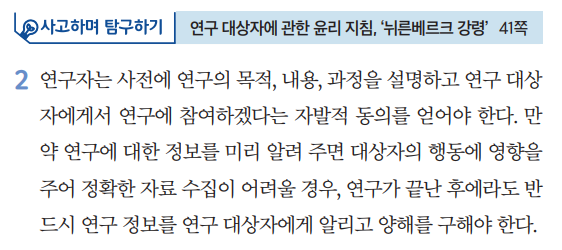 사고하며 탐구하기 연구 대상자에 관한 윤리 지침, ‘뉘른베르크 강령’ 41쪽
2 연구자는 사전에 연구의 목적, 내용, 과정을 설명하고 연구 대상
자에게서 연구에 참여하겠다는 자발적 동의를 얻어야 한다. 만
약 연구에 대한 정보를 미리 알려 주면 대상자의 행동에 영향을
주어 정확한 자료 수집이 어려울 경우, 연구가 끝난 후에라도 반
드시 연구 정보를 연구 대상자에게 알리고 양해를 구해야 한다.